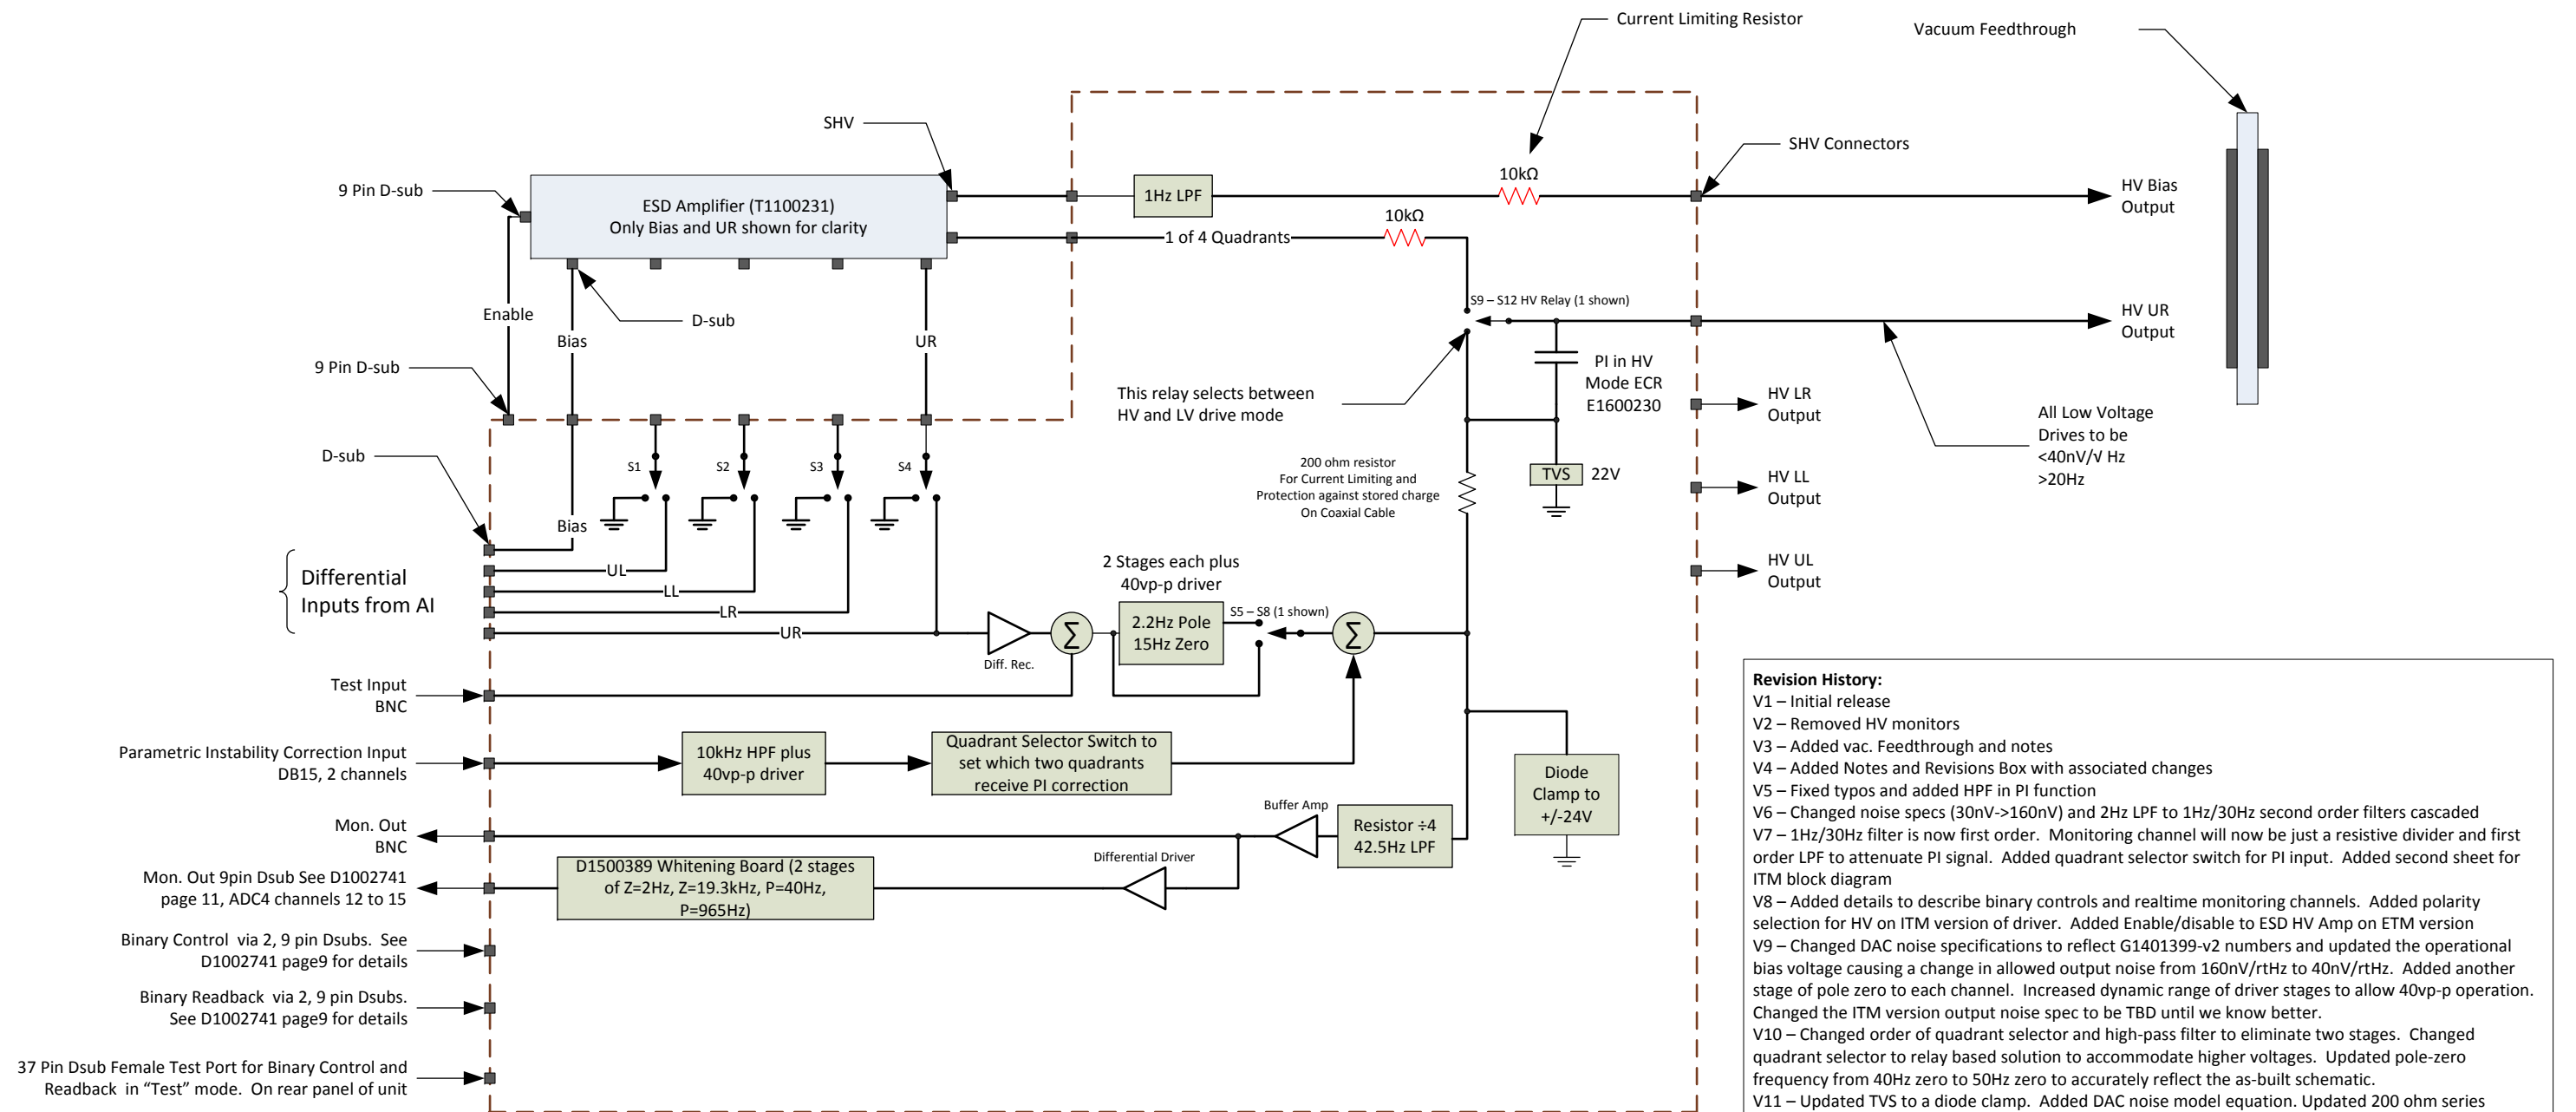 Current Limiting Resistor
Vacuum Feedthrough
SHV
SHV Connectors
9 Pin D-sub
ESD Amplifier (T1100231)
Only Bias and UR shown for clarity
1Hz LPF
10kΩ
HV Bias
Output
10kΩ
1 of 4 Quadrants
S9 – S12 HV Relay (1 shown)
Enable
D-sub
Bias
UR
HV UR
Output
9 Pin D-sub
PI in HV
Mode ECR
E1600230
This relay selects between
HV and LV drive mode
HV LR
Output
All Low Voltage
Drives to be
<40nV/√ Hz
>20Hz
D-sub
S1
S2
S3
S4
200 ohm resistor
For Current Limiting and
Protection against stored charge
On Coaxial Cable
TVS
22V
HV LL
Output
Bias
HV UL
Output
Differential
Inputs from AI
UL
LL
LR
UR
2 Stages each plus
40vp-p driver
S5 – S8 (1 shown)
Diff. Rec.
∑
2.2Hz Pole
15Hz Zero
∑
Test Input
BNC
Parametric Instability Correction Input
DB15, 2 channels
10kHz HPF plus
40vp-p driver
Quadrant Selector Switch to
set which two quadrants
receive PI correction
Diode
Clamp to
+/-24V
Mon. Out
BNC
Buffer Amp
Resistor ÷4
42.5Hz LPF
Mon. Out 9pin Dsub See D1002741
page 11, ADC4 channels 12 to 15
D1500389 Whitening Board (2 stages
of Z=2Hz, Z=19.3kHz, P=40Hz,
P=965Hz)
Differential Driver
Binary Control  via 2, 9 pin Dsubs.  See
D1002741 page9 for details
Binary Readback  via 2, 9 pin Dsubs.
See D1002741 page9 for details
37 Pin Dsub Female Test Port for Binary Control and
Readback  in “Test” mode.  On rear panel of unit
Revision History:
V1 – Initial release
V2 – Removed HV monitors
V3 – Added vac. Feedthrough and notes
V4 – Added Notes and Revisions Box with associated changes
V5 – Fixed typos and added HPF in PI function
V6 – Changed noise specs (30nV->160nV) and 2Hz LPF to 1Hz/30Hz second order filters cascaded
V7 – 1Hz/30Hz filter is now first order.  Monitoring channel will now be just a resistive divider and first
order LPF to attenuate PI signal.  Added quadrant selector switch for PI input.  Added second sheet for
ITM block diagram
V8 – Added details to describe binary controls and realtime monitoring channels.  Added polarity
selection for HV on ITM version of driver.  Added Enable/disable to ESD HV Amp on ETM version
V9 – Changed DAC noise specifications to reflect G1401399-v2 numbers and updated the operational
bias voltage causing a change in allowed output noise from 160nV/rtHz to 40nV/rtHz.  Added another
stage of pole zero to each channel.  Increased dynamic range of driver stages to allow 40vp-p operation.
Changed the ITM version output noise spec to be TBD until we know better.
V10 – Changed order of quadrant selector and high-pass filter to eliminate two stages.  Changed
quadrant selector to relay based solution to accommodate higher voltages.  Updated pole-zero
frequency from 40Hz zero to 50Hz zero to accurately reflect the as-built schematic.
V11 – Updated TVS to a diode clamp.  Added DAC noise model equation. Updated 200 ohm series